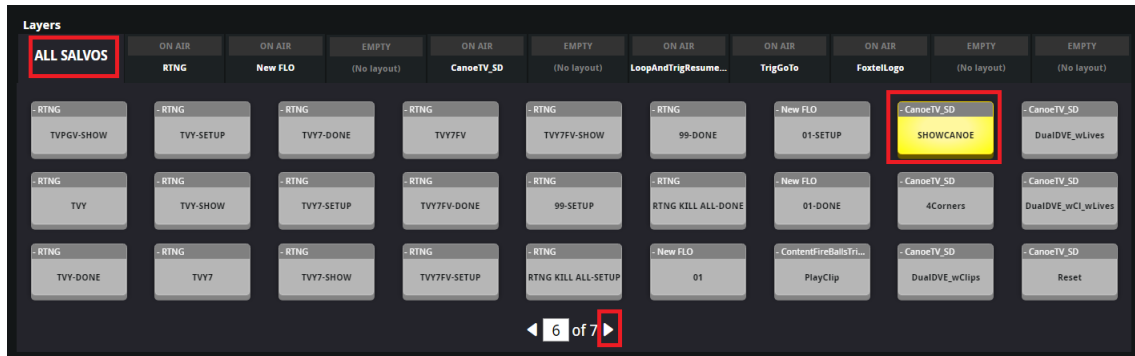 Layers
ALL SALVOS
ON AIR ON AIR EMPTY ON AIR EMPTY ON AIR ON AIR ON AIR EMPTY EMPTY
RTNG New FLO (No layout) CanoeTV_SD (No layout) LoopAndTrigResume... TrigGoTo FoxtelLogo (No layout) (No layout)
- RTNG - RTNG - RTNG - RTNG - RTNG - RTNG - New FLO - CanoeTV_SD - CanoeTV_SD
TVPGV-SHOW TVY-SETUP TVY7-DONE TVY7FV TVY7FV-SHOW 99-DONE 01-SETUP SHOWCANOE DualDVE_wLives
- RTNG - RTNG - RTNG - RTNG - RTNG - RTNG - New FLO - CanoeTV_SD - CanoeTV_SD
TVY TVY-SHOW TVY7-SETUP TVY7FV-DONE 99-SETUP RTNG KILL ALL-DONE 01-DONE 4Corners DualDVE_wCl_wLives
- RTNG - RTNG - RTNG - RTNG - RTNG - New FLO - ContentFireBallsTri... - CanoeTV_SD - CanoeTV_SD
TVY-DONE TVY7 TVY7-SHOW TVY7FV-SETUP RTNG KILL ALL-SETUP 01 PlayClip DualDVE_wClips Reset
6 of 7